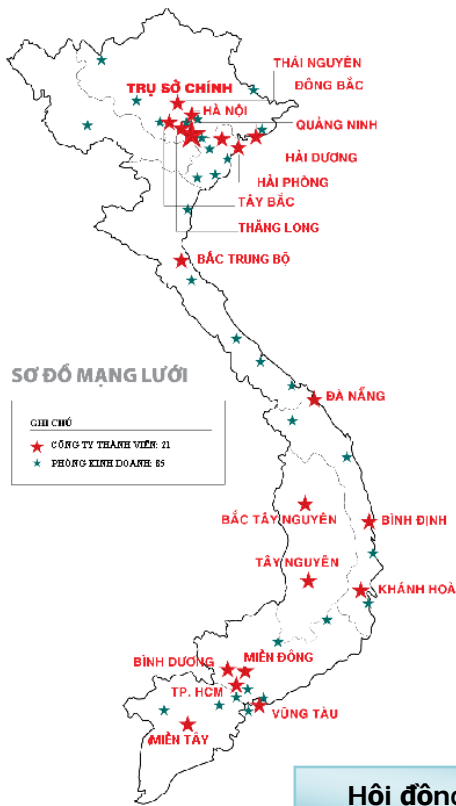 THÁI NGUYÊN
TRỤ SỞ CHÍNH
ĐÔNG BẮC
HÀ NỘI
QUẢNG NINH
HẢI DƯƠNG
HẢI PHÒNG
TÂY BẮC
THĂNG LONG
BẮC TRUNG BỘ
SƠ ĐỒ MẠNG LƯỚI
GHI CHÚ
CÔNG TY THÀNH VIÊN: 21
PHÒNG KINH DOANH: 85
ĐÀ NẴNG
BẮC TÂY NGUYÊN
BÌNH ĐỊNH
TÂY NGUYÊN
KHÁNH HOÀ
BÌNH DƯƠNG
MIỀN ĐÔNG
TP. HCM
VŨNG TÀU
MIỀN TÂY
Hội đồng